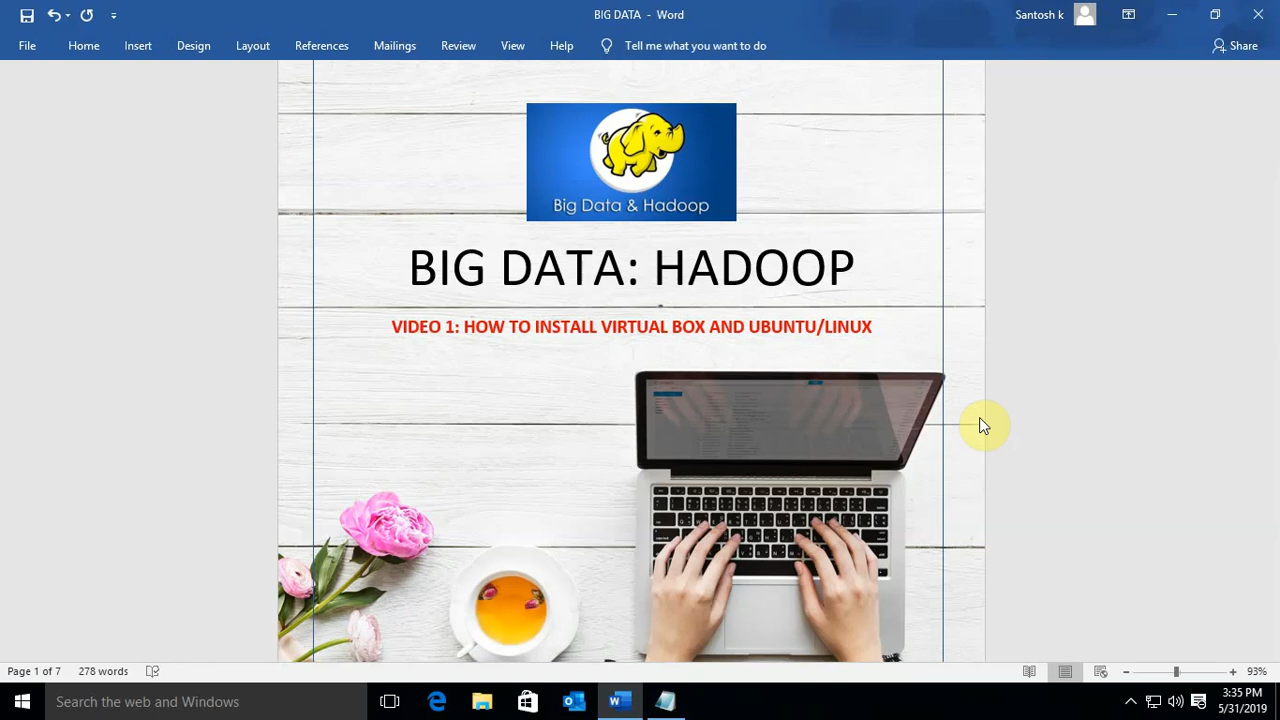 BIG DATA - Word
Santosh k
File Home Insert Design Layout References Mailings Review View Help Tell me what you want to do Share
Big Data & Hadoop
BIG DATA: HADOOP
VIDEO 1: HOW TO INSTALL VIRTUAL BOX AND UBUNTU/LINUX
Page 1 of 7 278 words 93%
Search the web and Windows
3:35 PM
5/31/2019